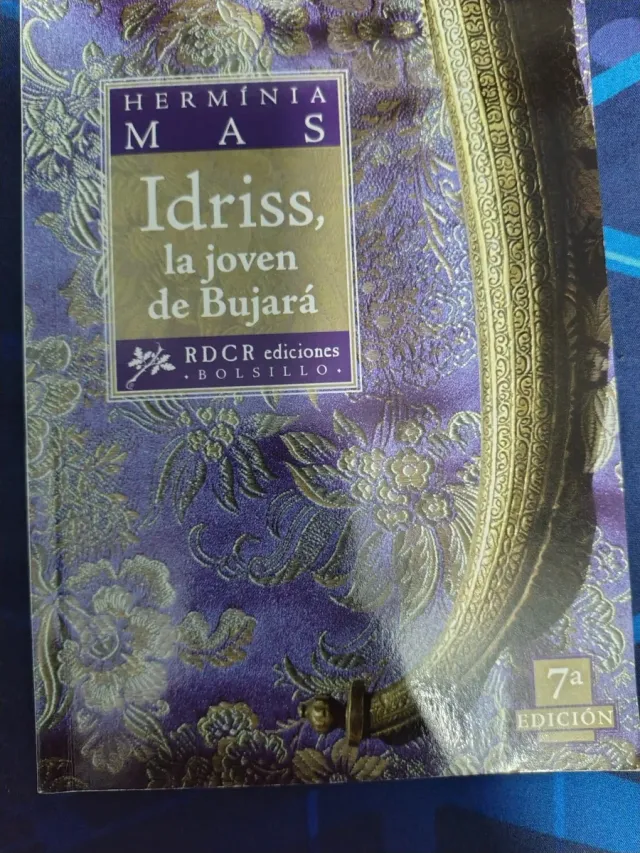 HERMÍNIA
MAS
Idriss,
la joven
de Bujará
RDCR ediciones
·BOLSILLO·
7ª
EDICIÓN